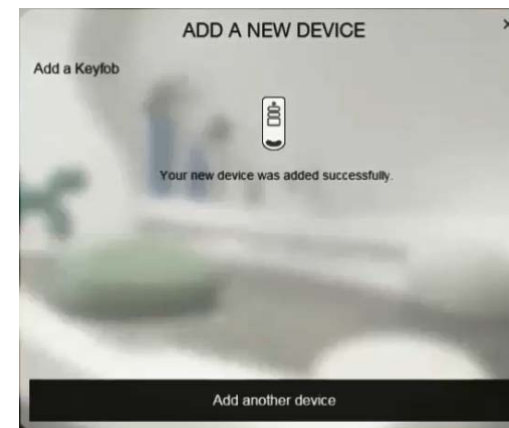 ADD A NEW DEVICE
Add a Keyfob
Your new device was added successfully.
Add another device